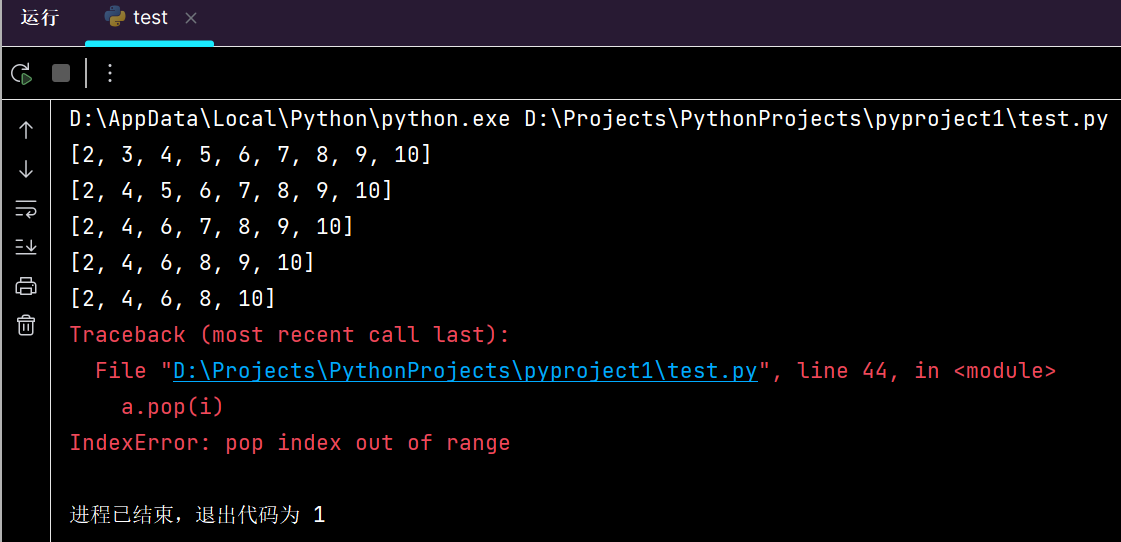 运行 test
D:\AppData\Local\Python\python.exe D:\Projects\PythonProjects\pyproject1\test.py
[2, 3, 4, 5, 6, 7, 8, 9, 10]
[2, 4, 5, 6, 7, 8, 9, 10]
[2, 4, 6, 7, 8, 9, 10]
[2, 4, 6, 8, 9, 10]
[2, 4, 6, 8, 10]
Traceback (most recent call last):
  File "D:\Projects\PythonProjects\pyproject1\test.py", line 44, in <module>
    a.pop(i)
IndexError: pop index out of range
进程已结束，退出代码为 1